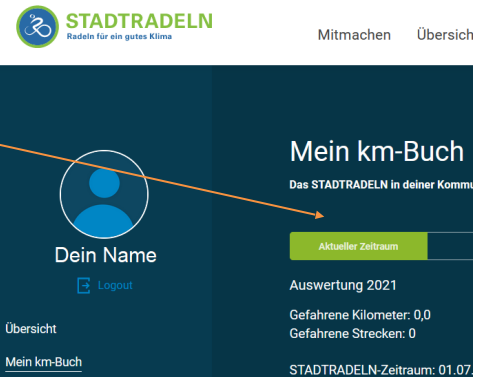 STADTRADELN
Radeln für ein gutes Klima
Mitmachen Übersich
Dein Name
Logout
Übersicht
Mein km-Buch
Mein km-Buch
Das STADTRADELN in deiner Kommu
Aktueller Zeitraum
Auswertung 2021
Gefahrene Kilometer: 0,0
Gefahrene Strecken: 0
STADTRADELN-Zeitraum: 01.07.